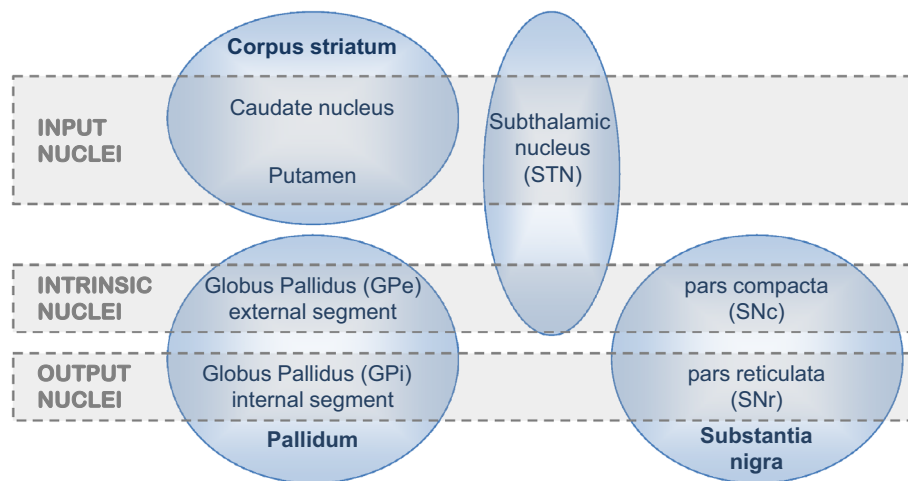 Corpus striatum
INPUT
NUCLEI
Caudate nucleus
Putamen
Subthalamic
nucleus
(STN)
INTRINSIC
NUCLEI
Globus Pallidus (GPe)
external segment
pars compacta
(SNc)
OUTPUT
NUCLEI
Globus Pallidus (GPi)
internal segment
pars reticulata
(SNr)
Pallidum
Substantia
nigra